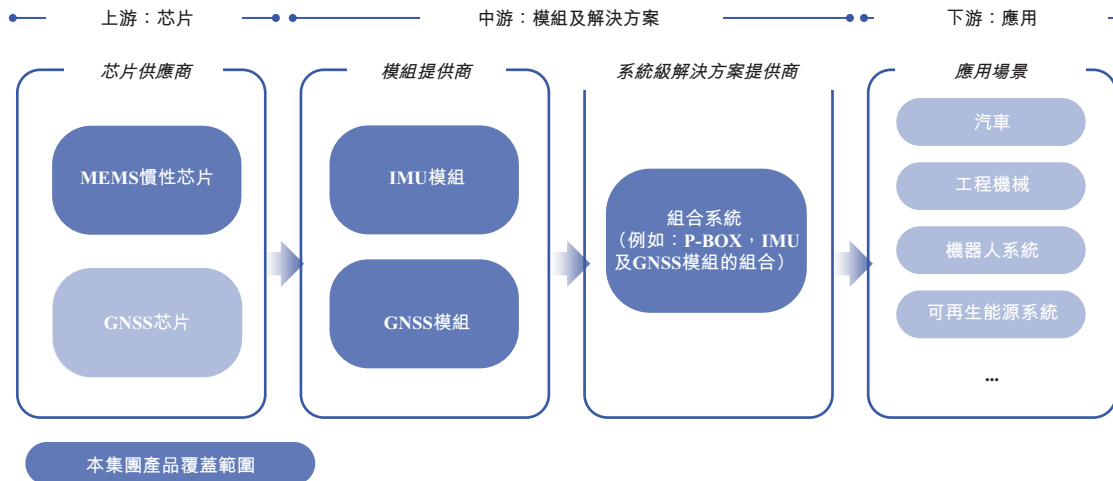 上游：芯片
中游：模組及解決方案
下游：應用
芯片供應商
模組提供商
系統級解決方案提供商
應用場景
MEMS慣性芯片
GNSS芯片
IMU模組
GNSS模組
組合系統
（例如：P-BOX，IMU
及GNSS模組的組合）
汽車
工程機械
機器人系統
可再生能源系統
...
本集團產品覆蓋範圍